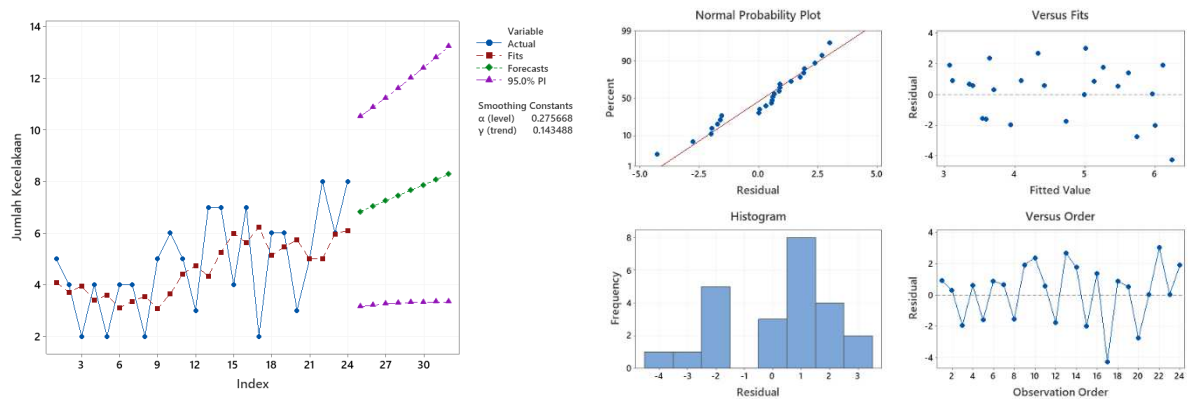 14
12
10
8
6
4
2
Jumlah Kecelakaan
3 6 9 12 15 18 21 24 27 30
Index
Variable
Actual
Fits
Forecasts
95.0% PI
Smoothing Constants
α (level) 0.275668
γ (trend) 0.143488
Normal Probability Plot
99
90
50
10
1
Percent
-5.0 -2.5 0.0 2.5 5.0
Residual
Versus Fits
4
2
0
-2
-4
Residual
3 4 5 6
Fitted Value
Histogram
8
6
4
2
0
Frequency
-4 -3 -2 -1 0 1 2 3
Residual
Versus Order
4
2
0
-2
-4
Residual
2 4 6 8 10 12 14 16 18 20 22 24
Observation Order